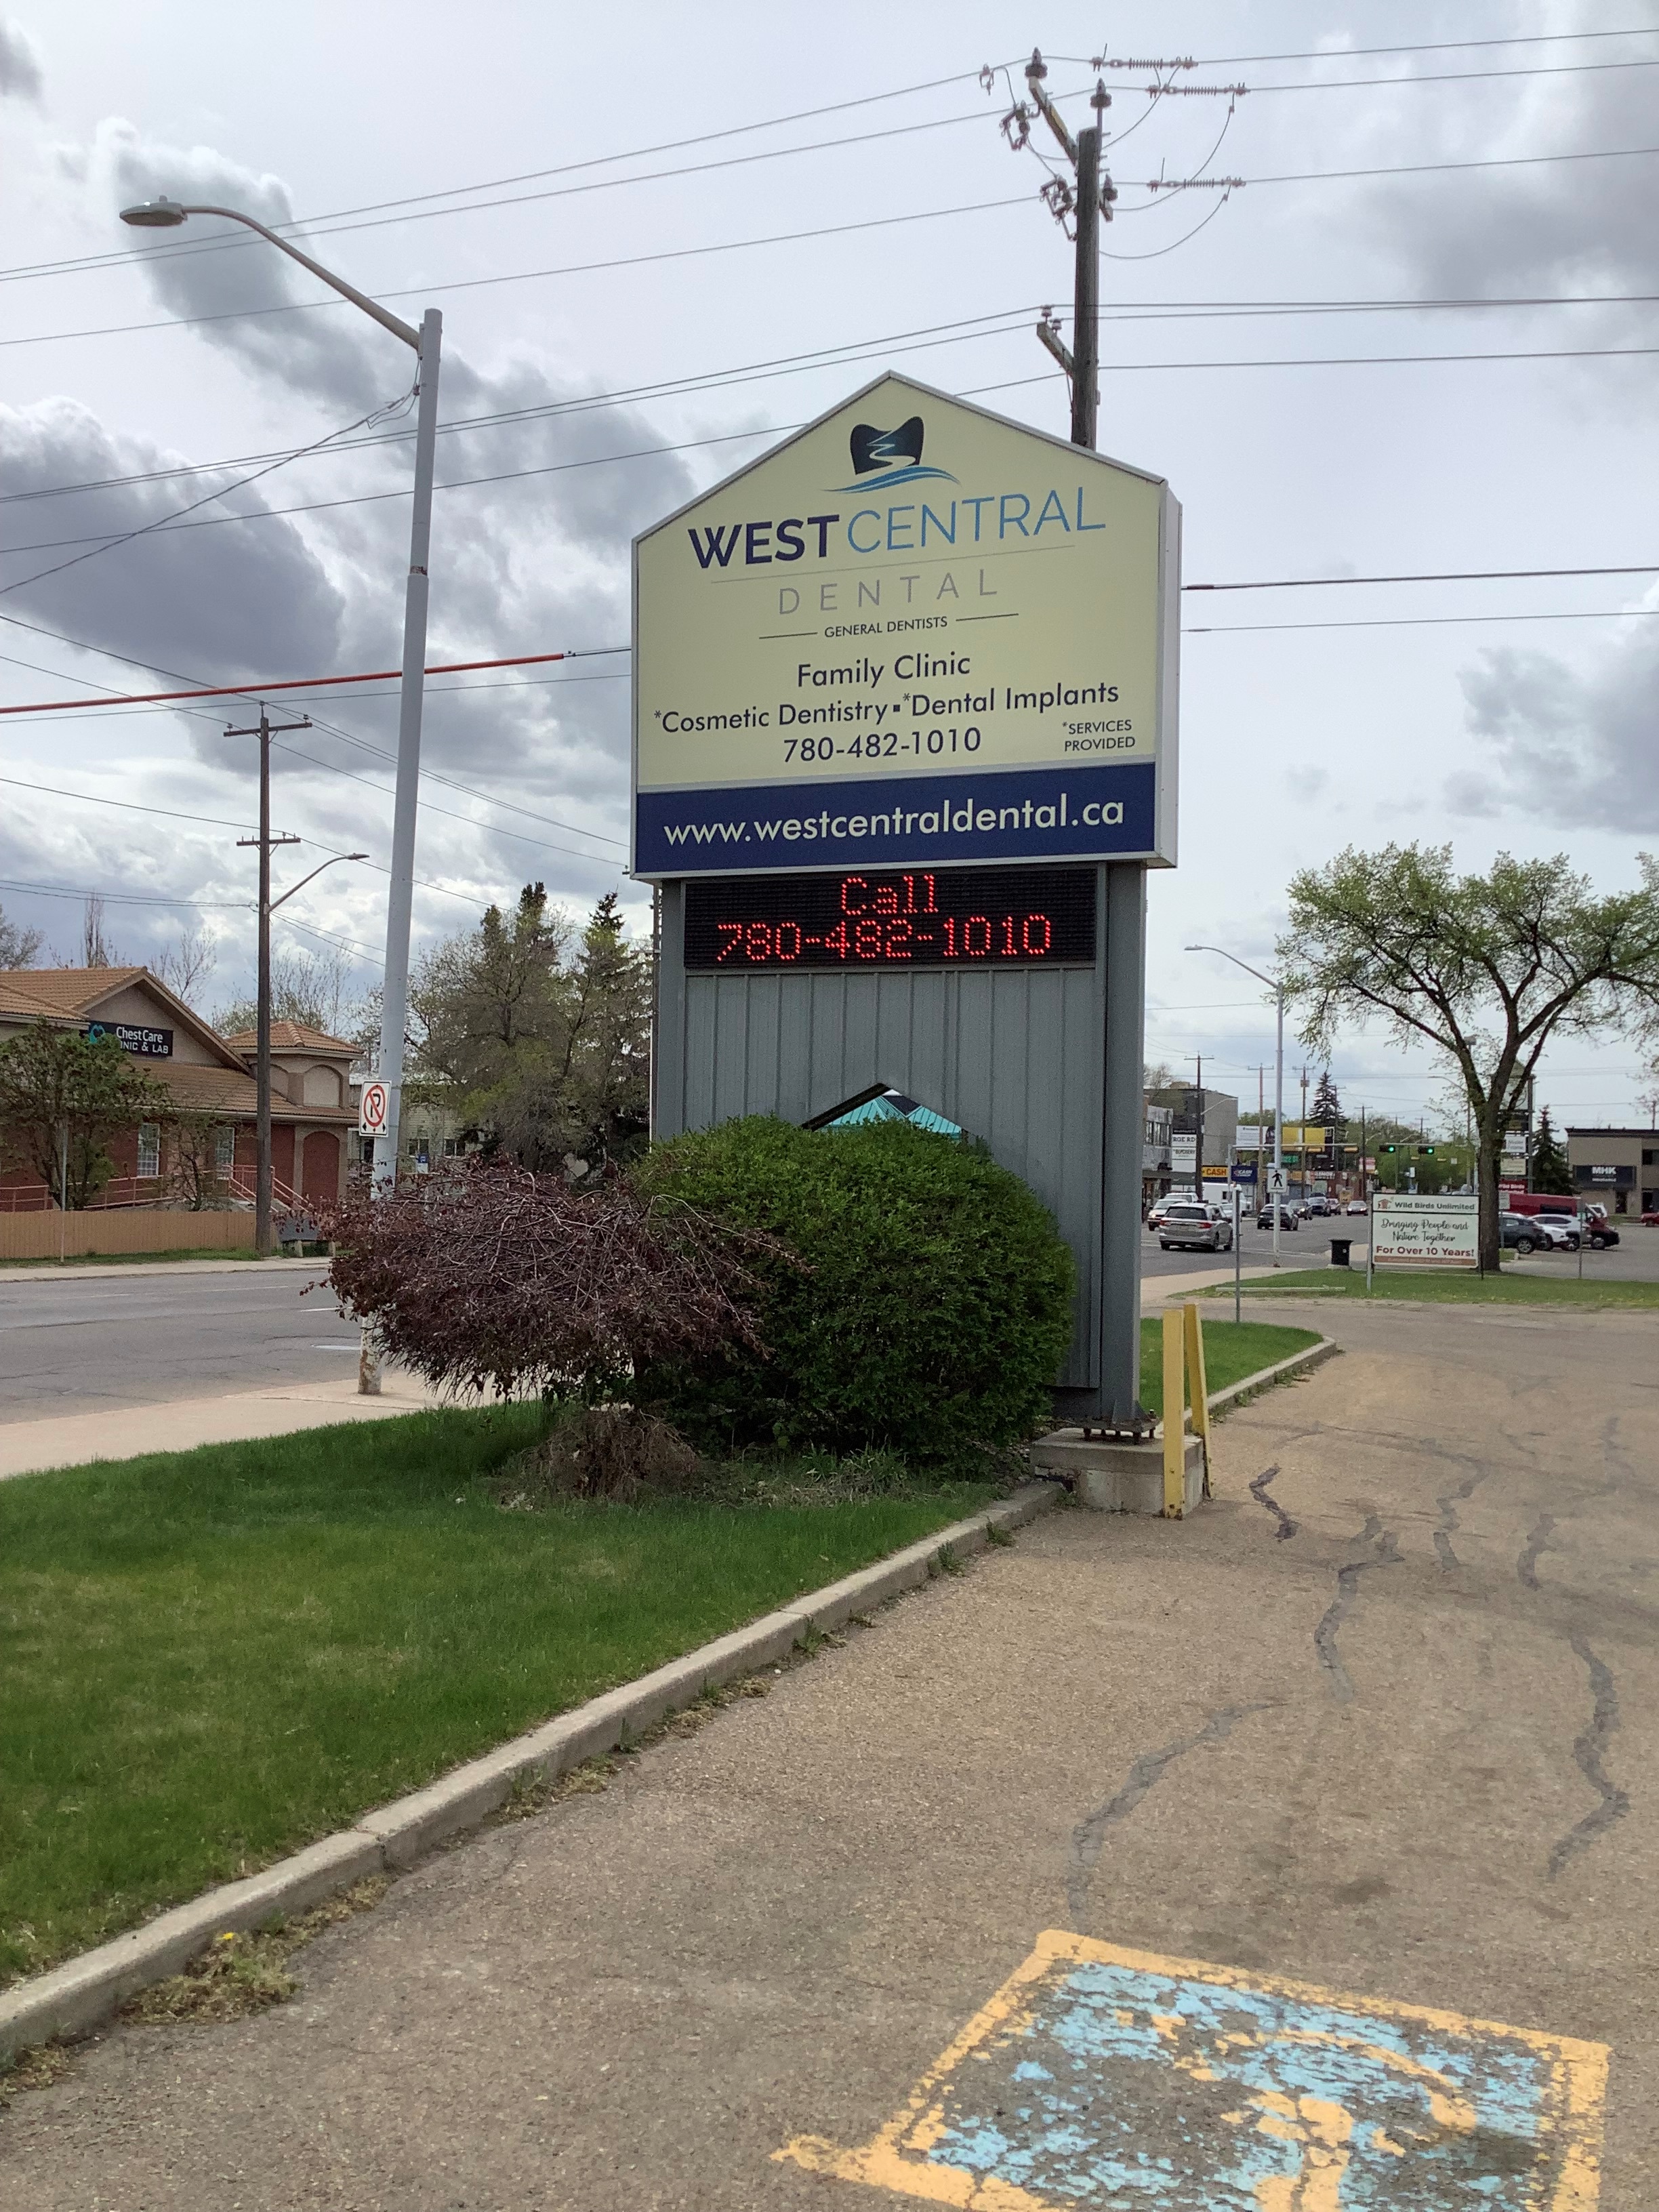 WEST CENTRAL
DENTAL
GENERAL DENTISTS
Family Clinic
*Cosmetic Dentistry▪*Dental Implants
780-482-1010
*SERVICES
PROVIDED
www.westcentraldental.ca
Call
780-482-1010
Chest Care
& LAB
P
CASH
MHK
Wild Birds Unlimited
Bringing People and
Nature Together
For Over 10 Years!